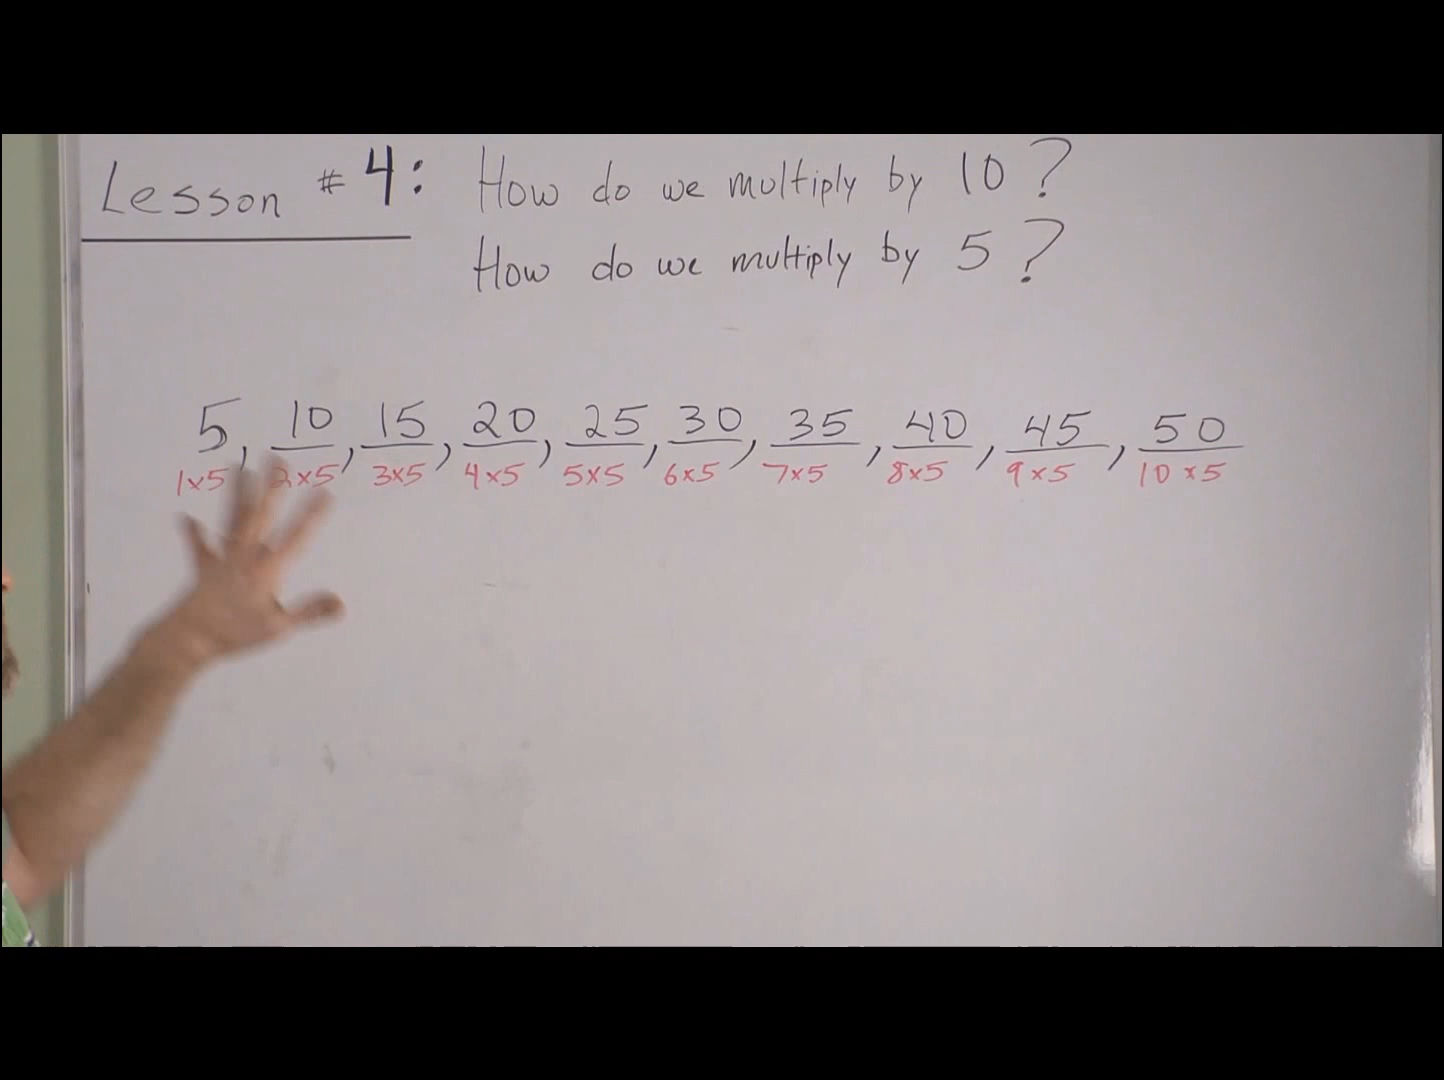 Lesson # 4: How do we multiply by 10?
How do we multiply by 5?
5, 10, 15, 20, 25, 30, 35, 40, 45, 50
1x5 2x5 3x5 4x5 5x5 6x5 7x5 8x5 9x5 10x5